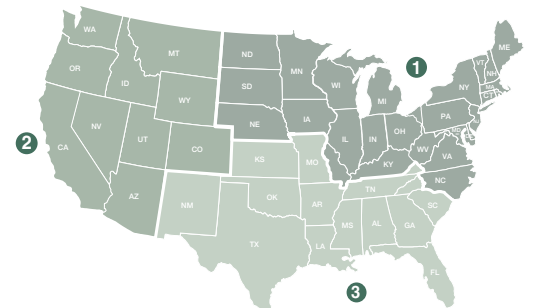 WA
ME
MT
ND
MN
VT
NH
OR
ID
SD
WI
NY
MA
CT
WY
MI
NE
IA
PA
NV
UT
CO
IL
IN
OH
MD
CA
WV
VA
KS
MO
KY
NC
AZ
NM
OK
AR
TN
SC
TX
MS
AL
GA
LA
FL
1
2
3